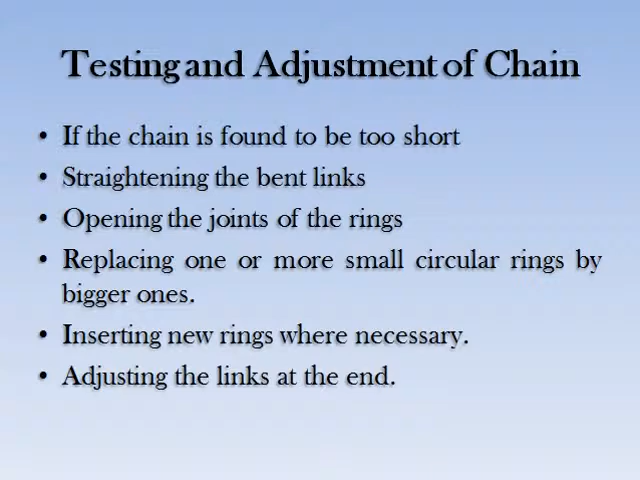 Testing and Adjustment of Chain
• If the chain is found to be too short
• Straightening the bent links
• Opening the joints of the rings
• Replacing one or more small circular rings by
bigger ones.
• Inserting new rings where necessary.
• Adjusting the links at the end.